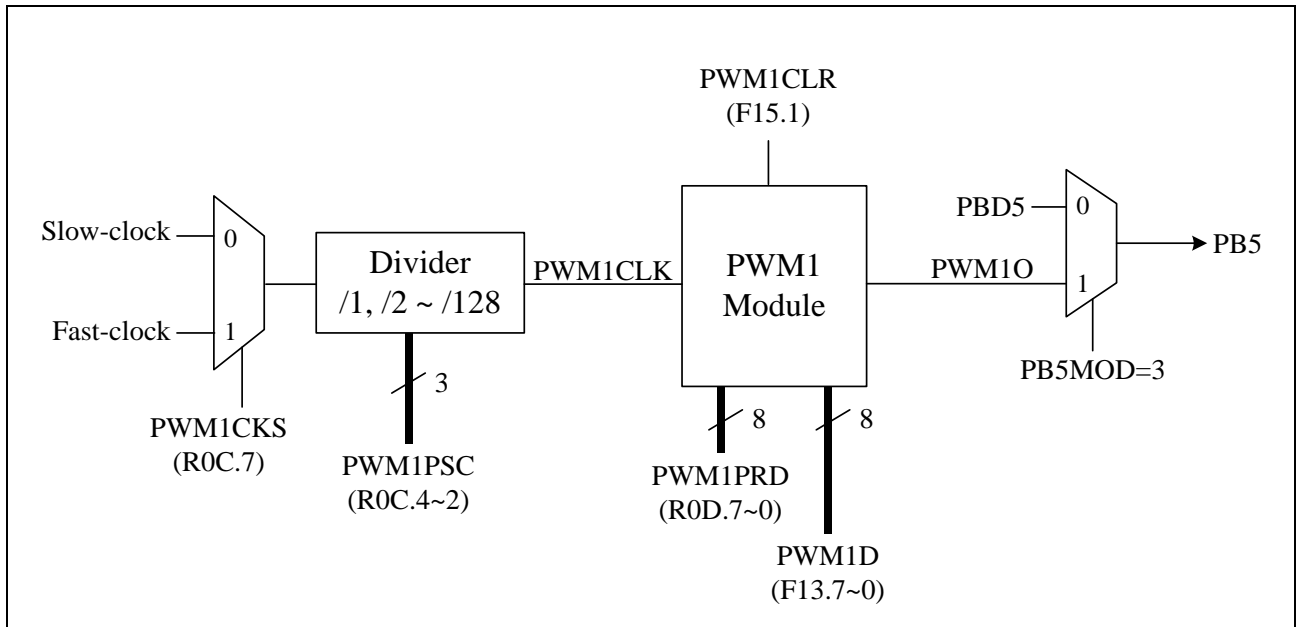 PWM1CLR
(F15.1)
Slow-clock
0
Fast-clock
1
PWM1CKS
(R0C.7)
Divider
/1, /2 ~ /128
3
PWM1PSC
(R0C.4~2)
PWM1CLK
PWM1
Module
8
PWM1PRD
(R0D.7~0)
8
PWM1D
(F13.7~0)
PBD5
0
PWM1O
1
PB5
PB5MOD=3